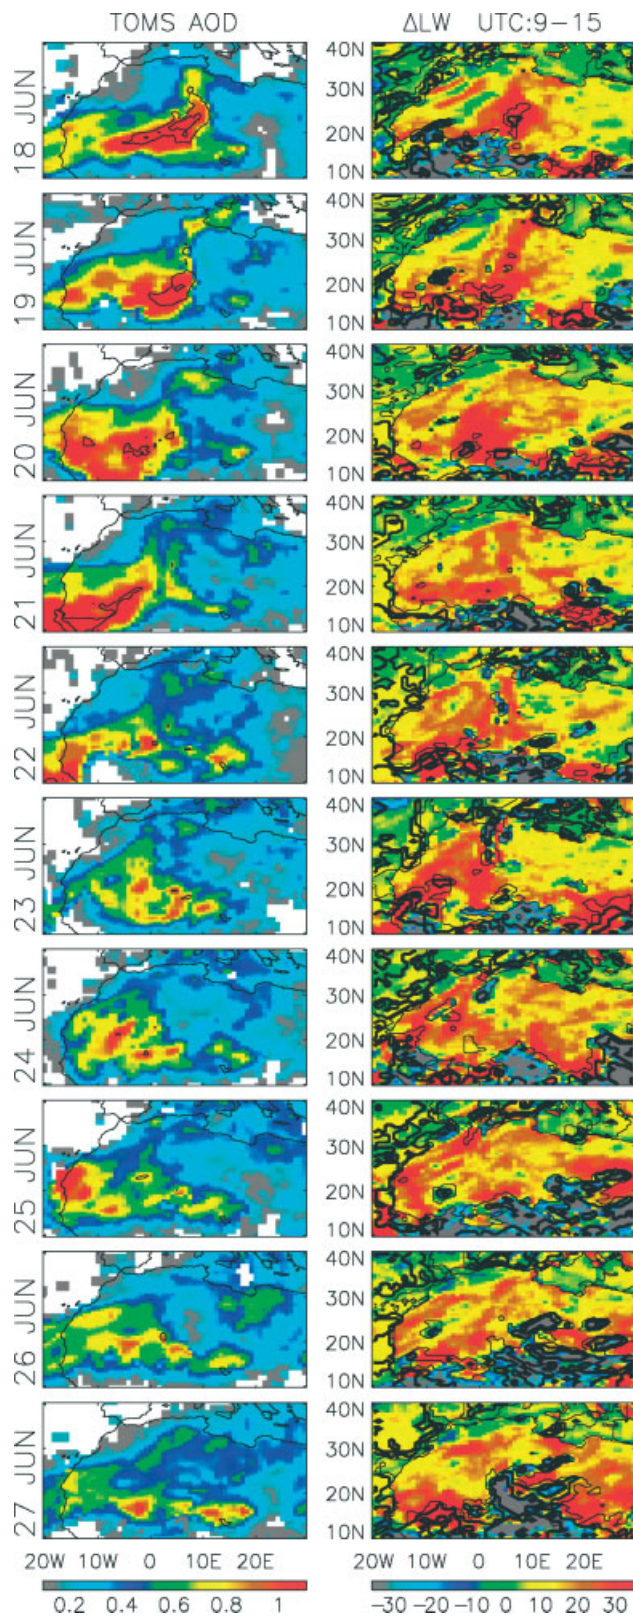 TOMS AOD
ΔLW UTC:9−15
18 JUN
40N
30N
20N
10N
19 JUN
40N
30N
20N
10N
20 JUN
40N
30N
20N
10N
21 JUN
40N
30N
20N
10N
22 JUN
40N
30N
20N
10N
23 JUN
40N
30N
20N
10N
24 JUN
40N
30N
20N
10N
25 JUN
40N
30N
20N
10N
26 JUN
40N
30N
20N
10N
27 JUN
40N
30N
20N
10N
20W 10W 0 10E 20E
20W 10W 0 10E 20E
0.2 0.4 0.6 0.8 1
−30 −20 −10 0 10 20 30